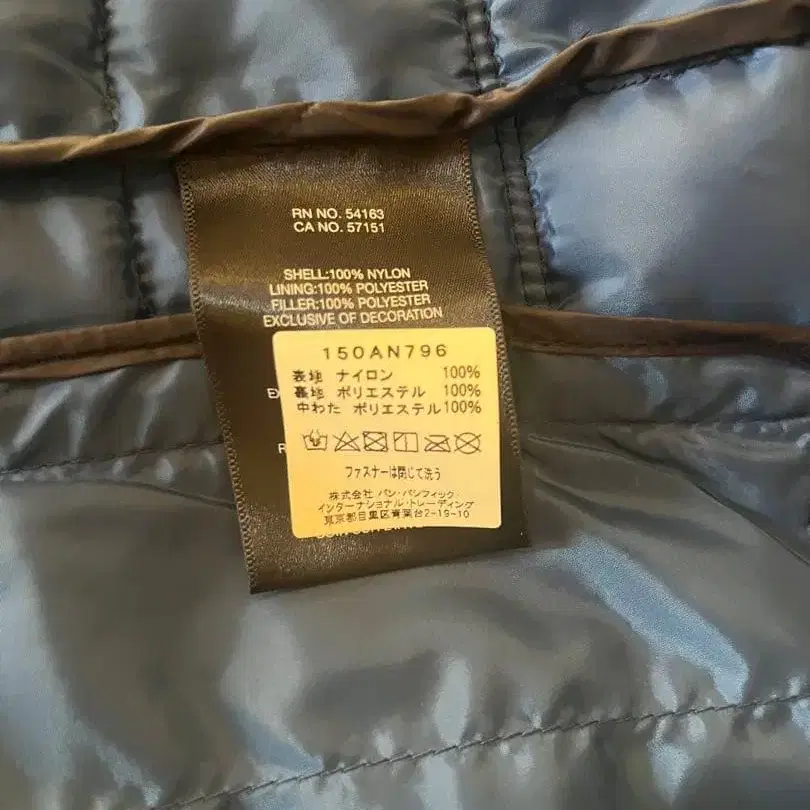 RN NO. 54163
CA NO. 57151
SHELL:100% NYLON
LINING:100% POLYESTER
FILLER:100% POLYESTER
EXCLUSIVE OF DECORATION
150AN796
表地 ナイロン 100%
裏地 ポリエステル 100%
中わた ポリエステル 100%
ファスナーは閉じて洗う
株式会社 パン・パシフィック・
インターナショナル・トレーディング
東京都目黒区青葉台2-19-10